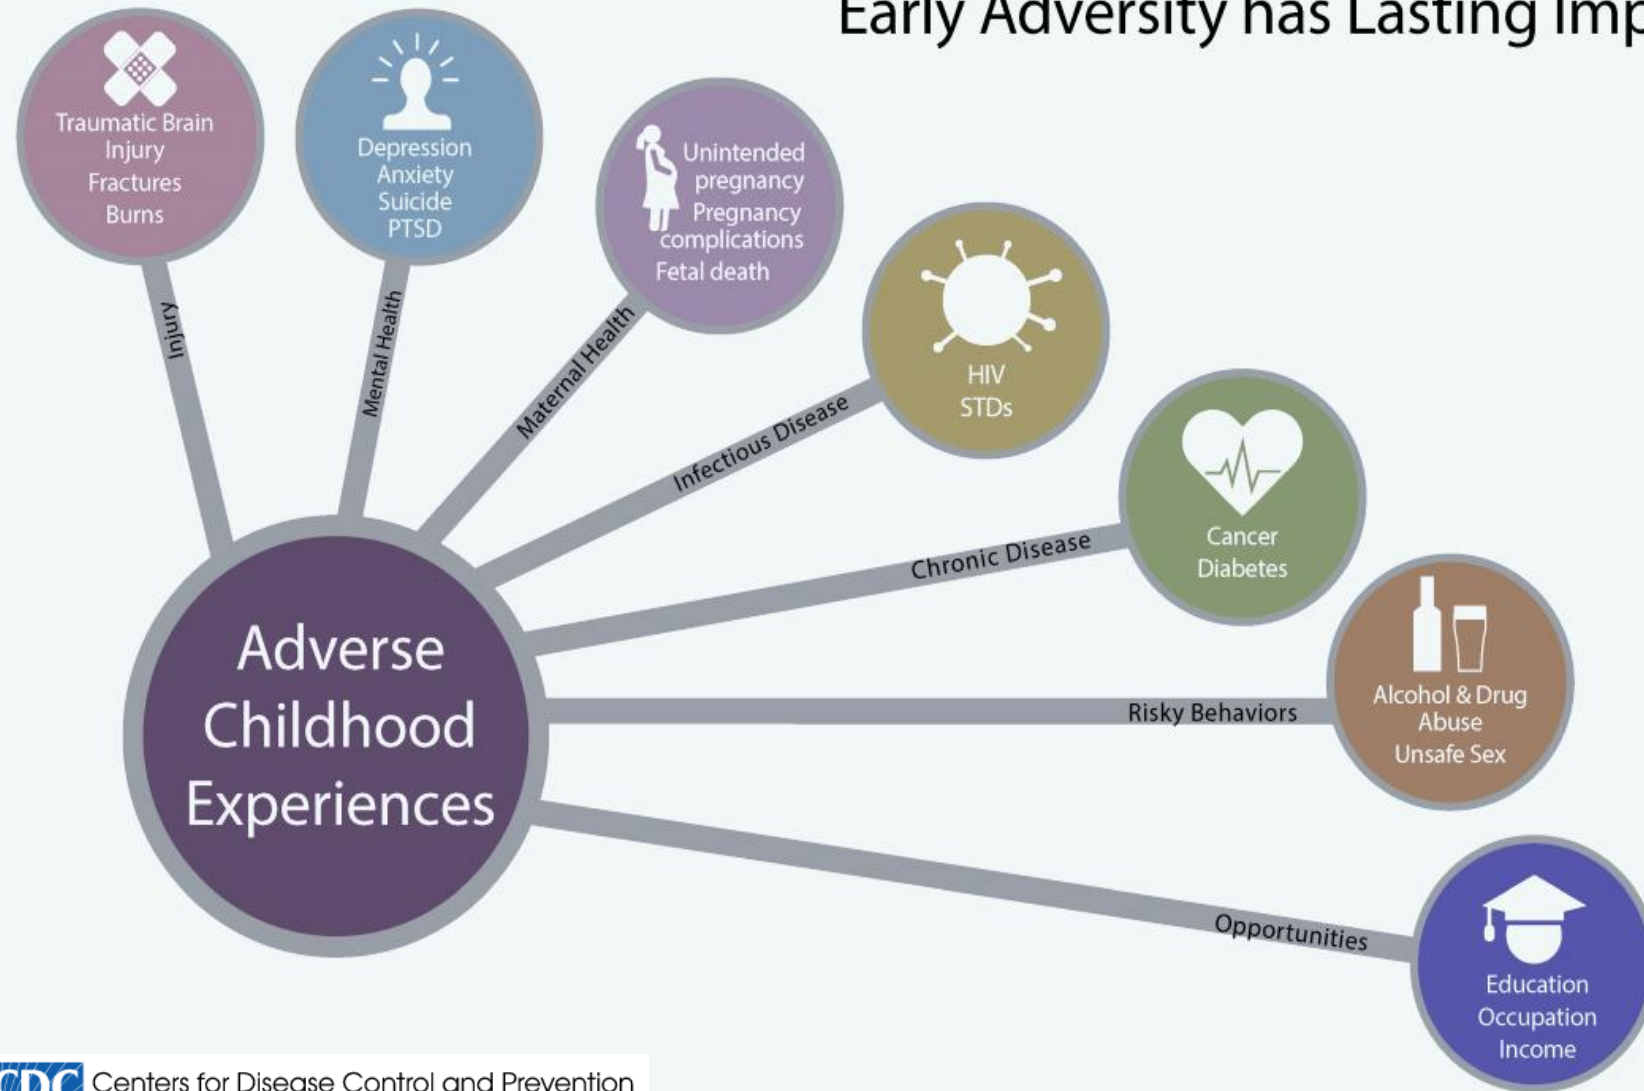 Early Adversity has Lasting Imp
Traumatic Brain
Injury
Fractures
Burns
Depression
Anxiety
Suicide
PTSD
Unintended
pregnancy
Pregnancy
complications
Fetal death
HIV
STDs
Cancer
Diabetes
Alcohol & Drug
Abuse
Unsafe Sex
Education
Occupation
Income
Injury
Mental Health
Maternal Health
Infectious Disease
Chronic Disease
Risky Behaviors
Opportunities
Adverse
Childhood
Experiences
CDC Centers for Disease Control and Prevention